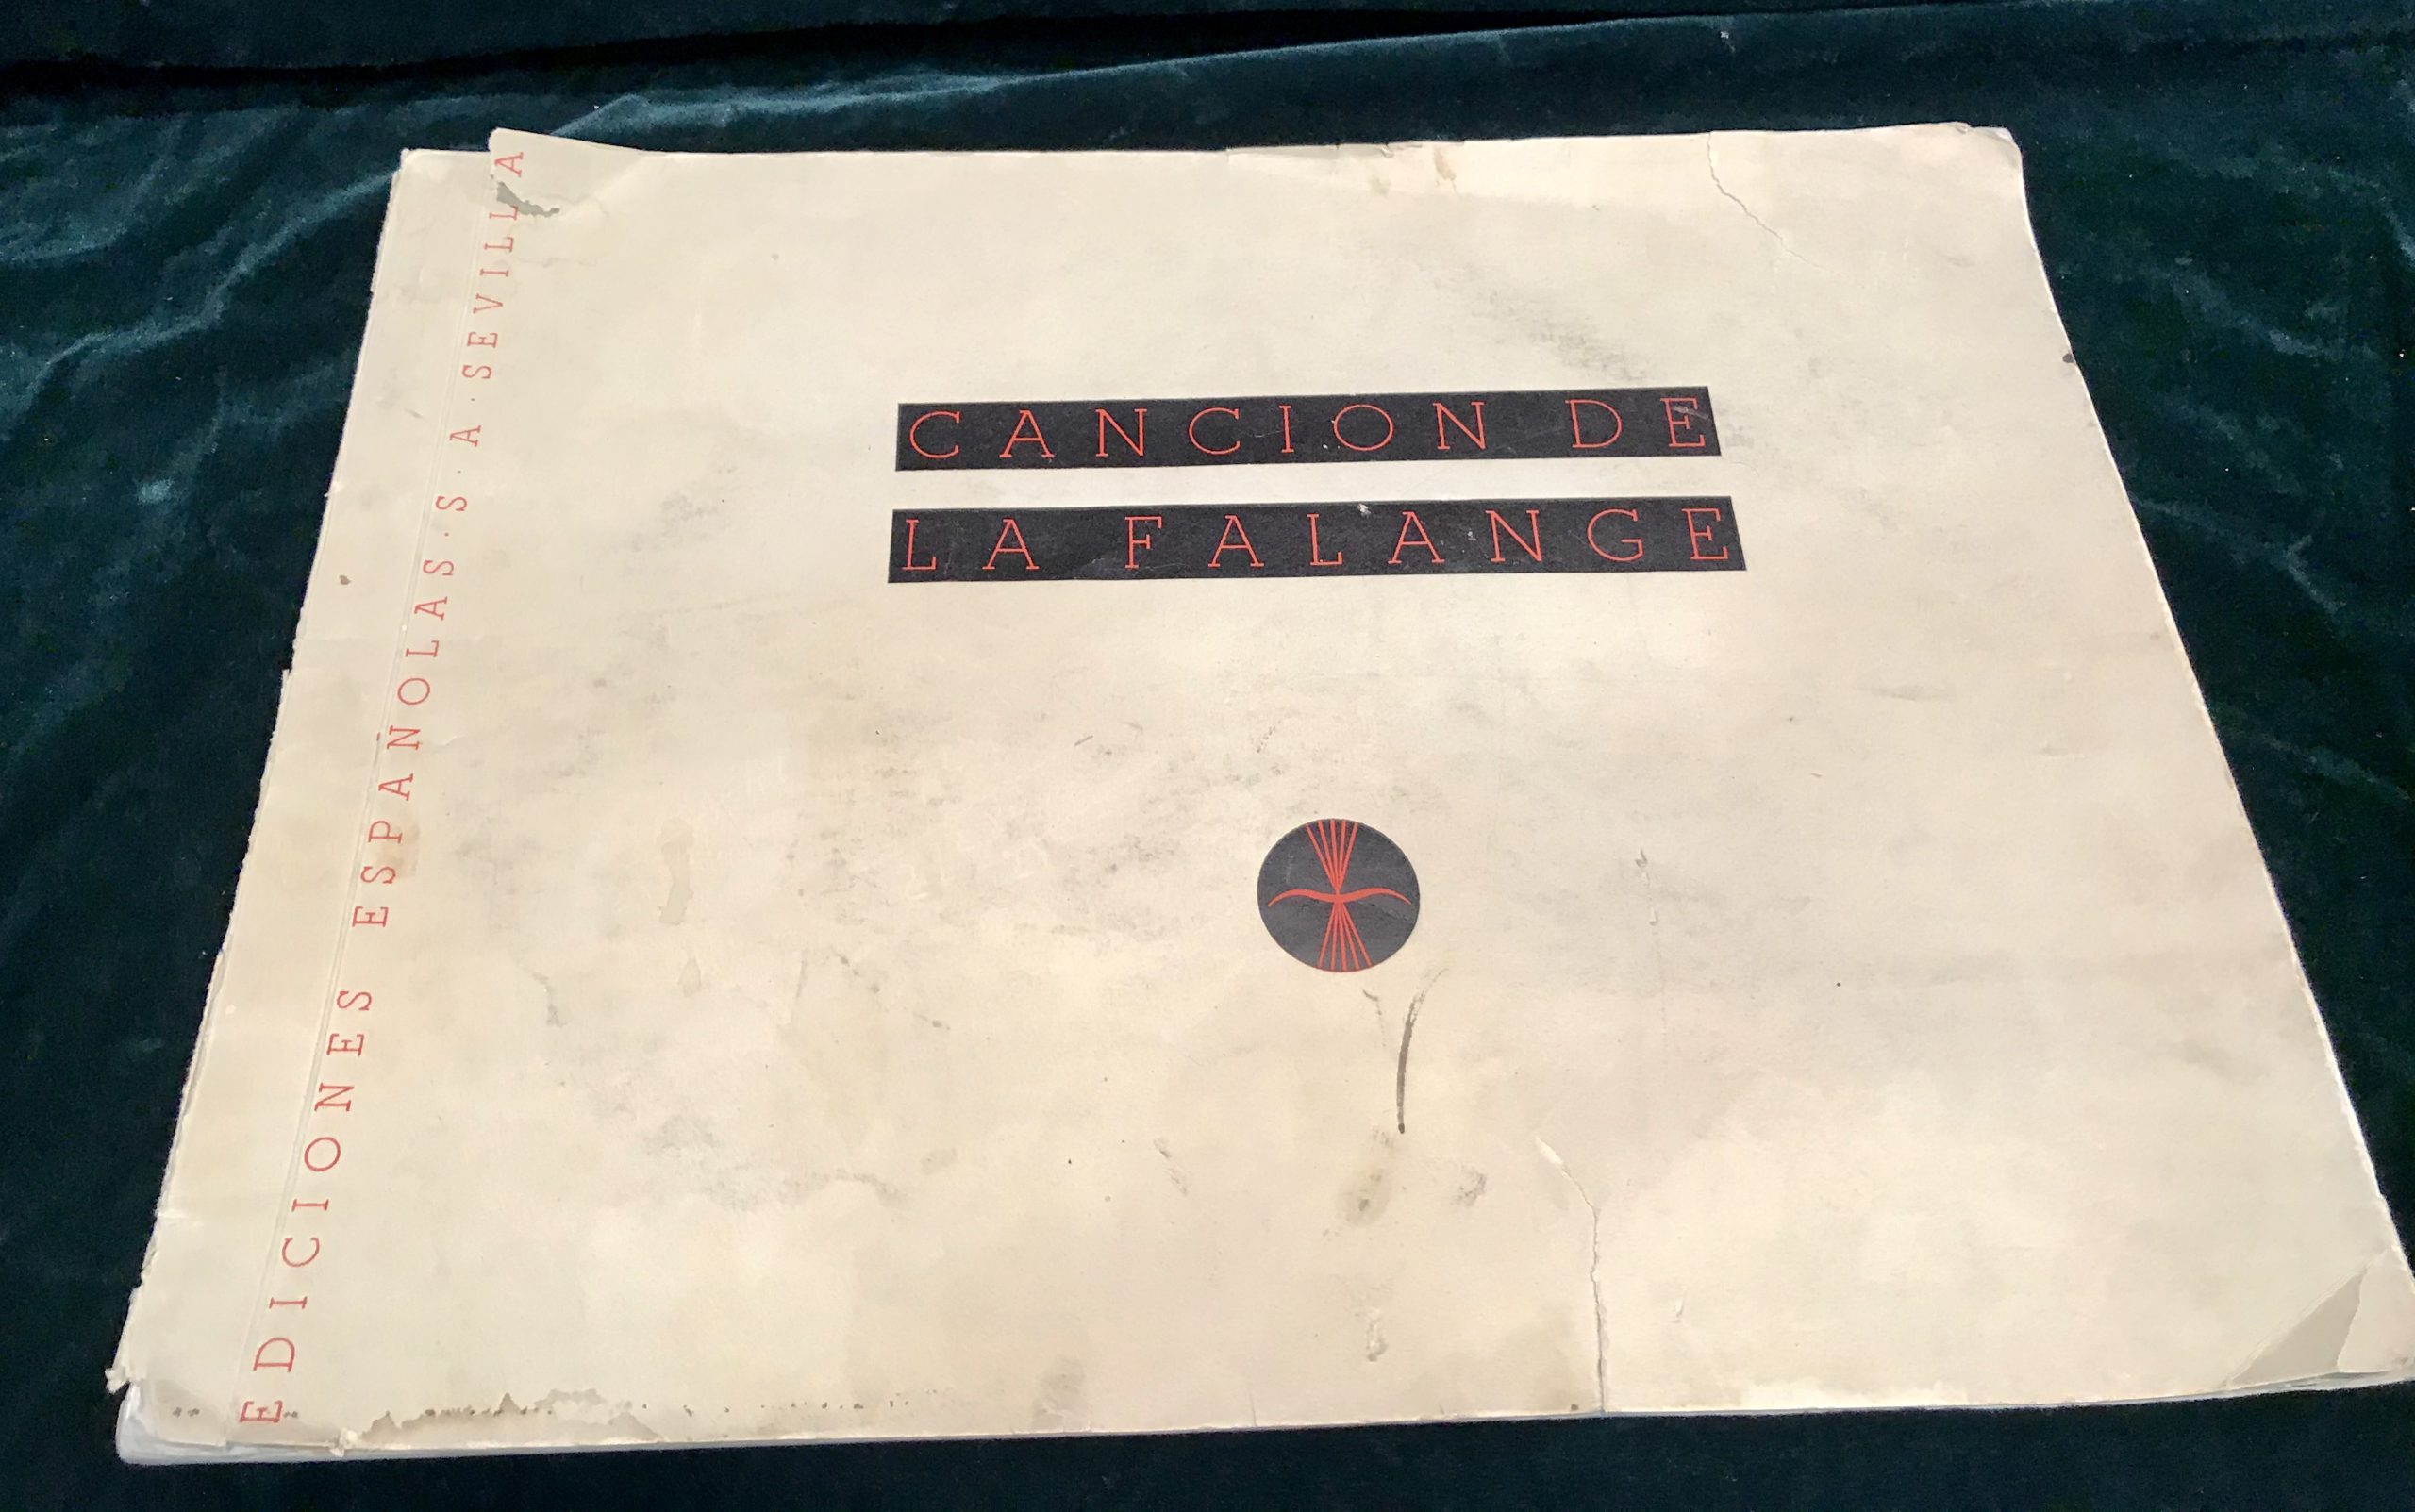 CANCION DE
LA FALANGE
EDICIONES ESPAÑOLAS·S·A·SEVILLA